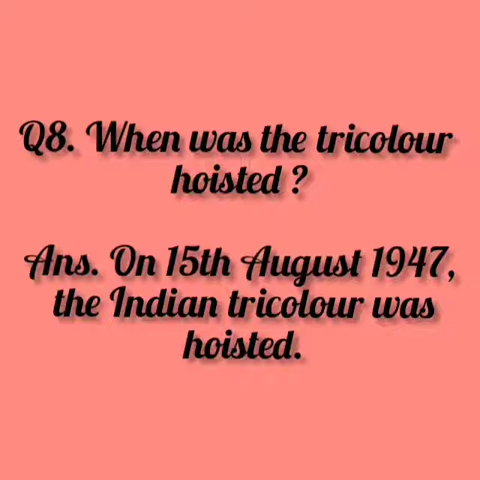 Q8. When was the tricolour
hoisted ?
Ans. On 15th August 1947,
the Indian tricolour was
hoisted.